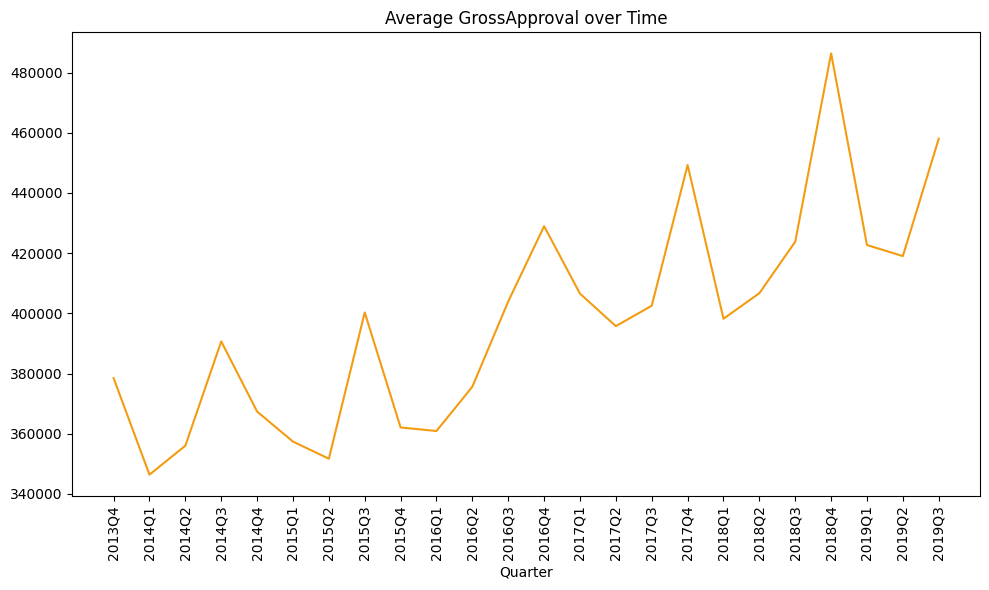 Average GrossApproval over Time
480000
460000
440000
420000
400000
380000
360000
340000
2013Q4
2014Q1
2014Q2
2014Q3
2014Q4
2015Q1
2015Q2
2015Q3
2015Q4
2016Q1
2016Q2
2016Q3
2016Q4
2017Q1
2017Q2
2017Q3
2017Q4
2018Q1
2018Q2
2018Q3
2018Q4
2019Q1
2019Q2
2019Q3
Quarter